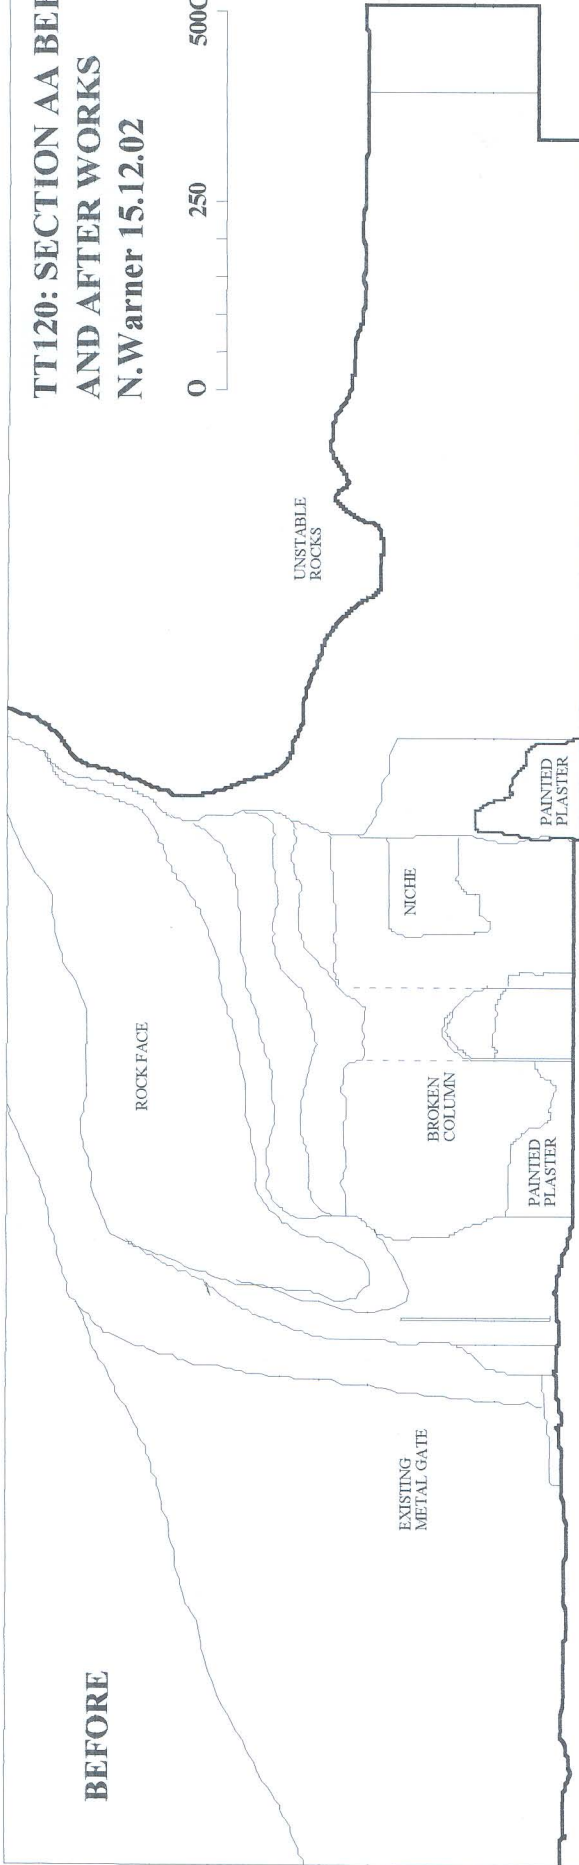 TT120: SECTION AA BEF
AND AFTER WORKS
N.Warner 15.12.02
O 250 500
UNSTABLE
ROCKS
BEFORE
ROCK FACE
NICHE
PAINTED
PLASTER
BROKEN
COLUMN
PAINTED
PLASTER
EXISTING
METAL GATE